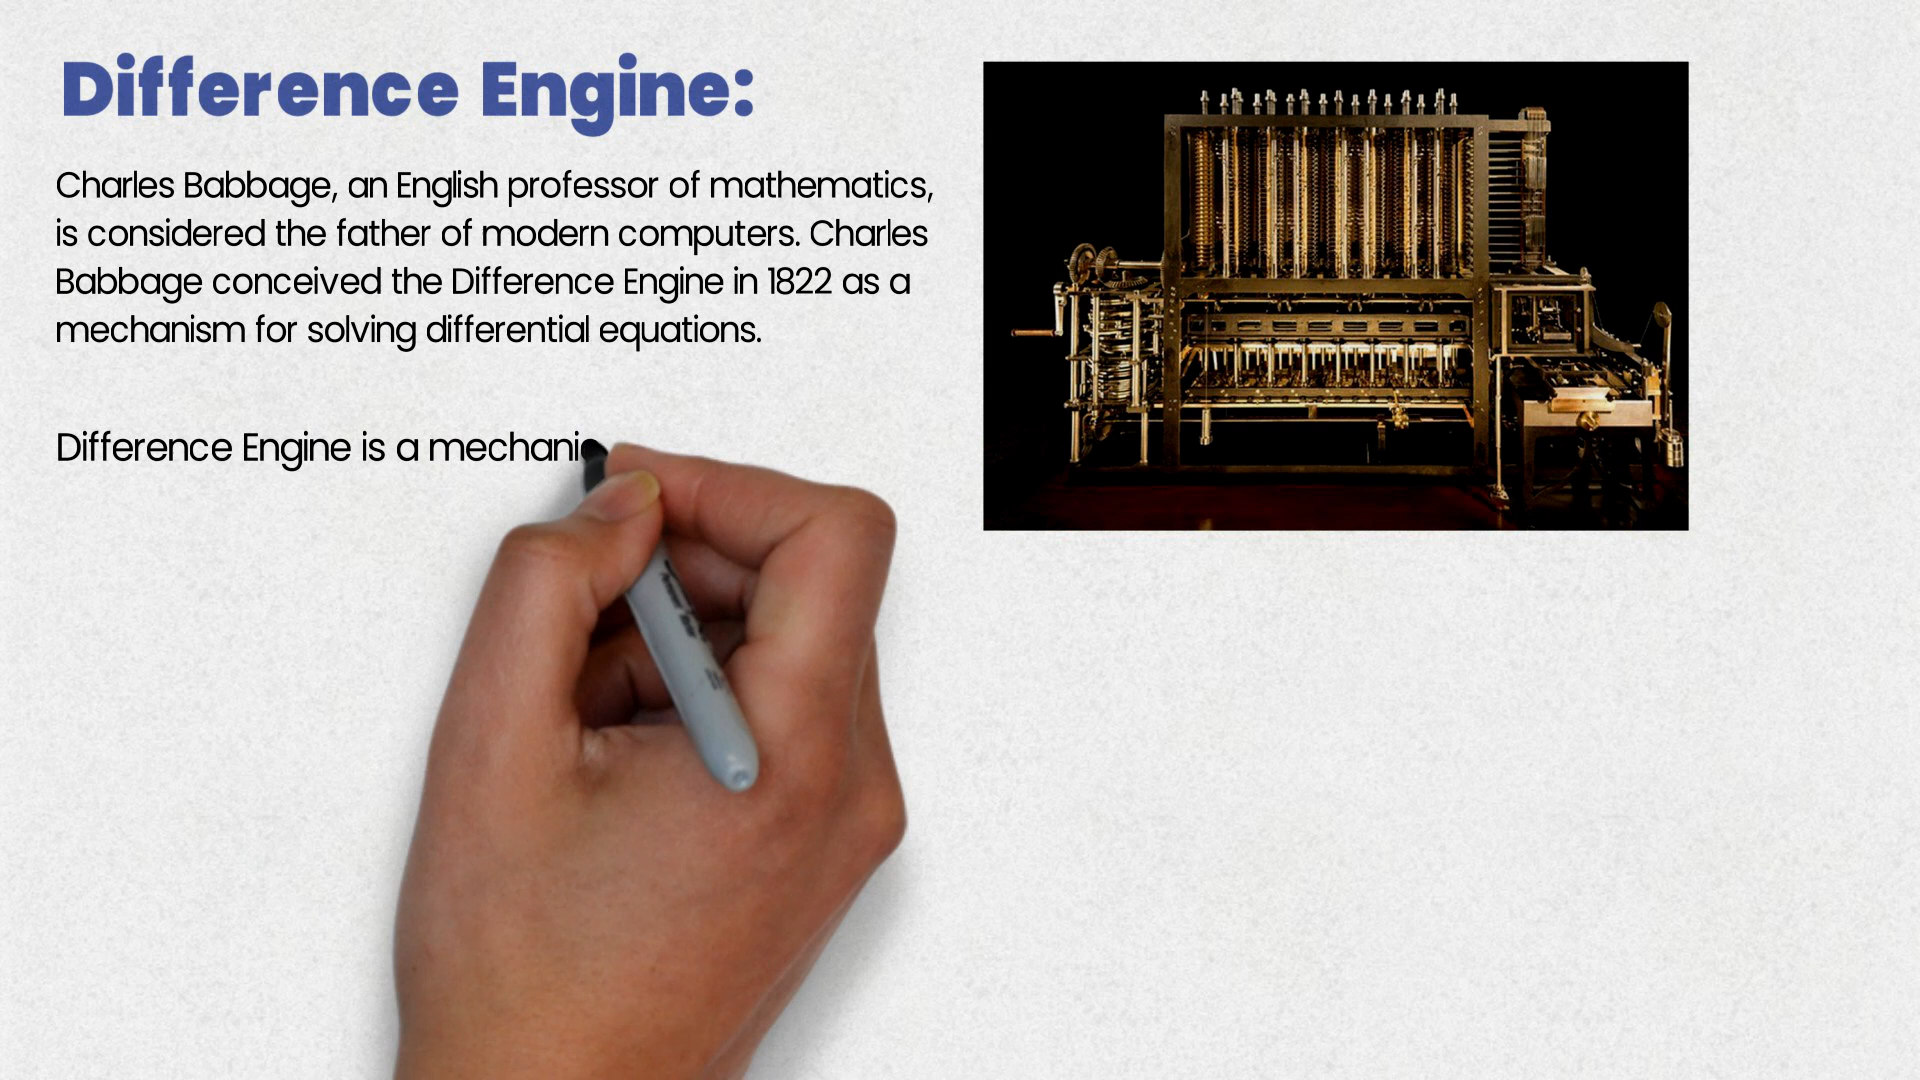 Difference Engine:
Charles Babbage, an English professor of mathematics,
is considered the father of modern computers. Charles
Babbage conceived the Difference Engine in 1822 as a
mechanism for solving differential equations.
Difference Engine is a mechanic